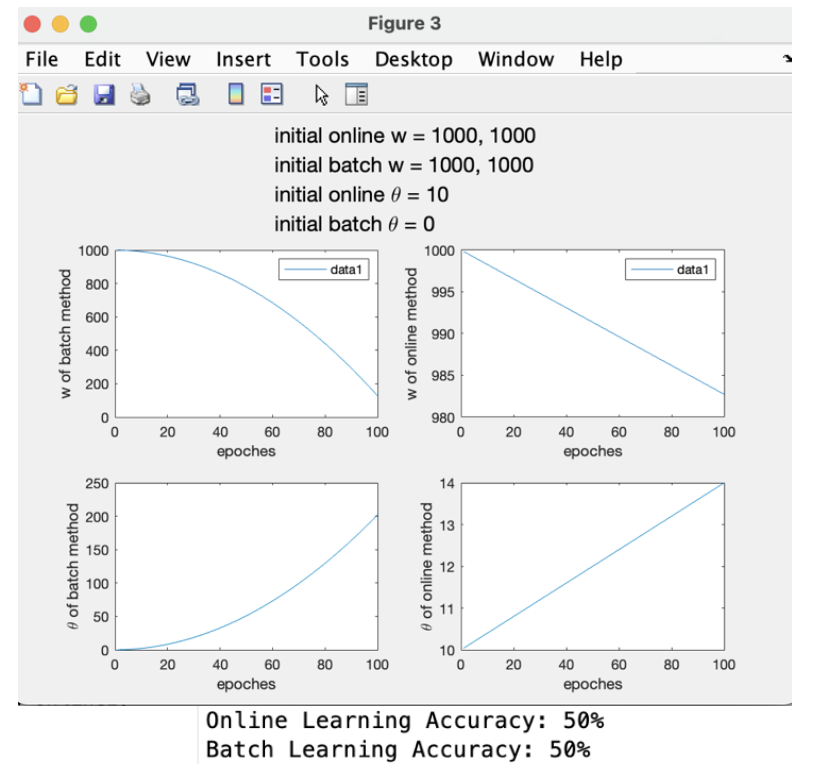 Figure 3
File Edit View Insert Tools Desktop Window Help
initial online w = 1000, 1000
initial batch w = 1000, 1000
initial online θ = 10
initial batch θ = 0
w of batch method
1000
800
600
400
200
0
data1
0 20 40 60 80 100
epoches
w of online method
1000
995
990
985
980
data1
0 20 40 60 80 100
epoches
θ of batch method
250
200
150
100
50
0
0 20 40 60 80 100
epoches
θ of online method
14
13
12
11
10
0 20 40 60 80 100
epoches
Online Learning Accuracy: 50%
Batch Learning Accuracy: 50%